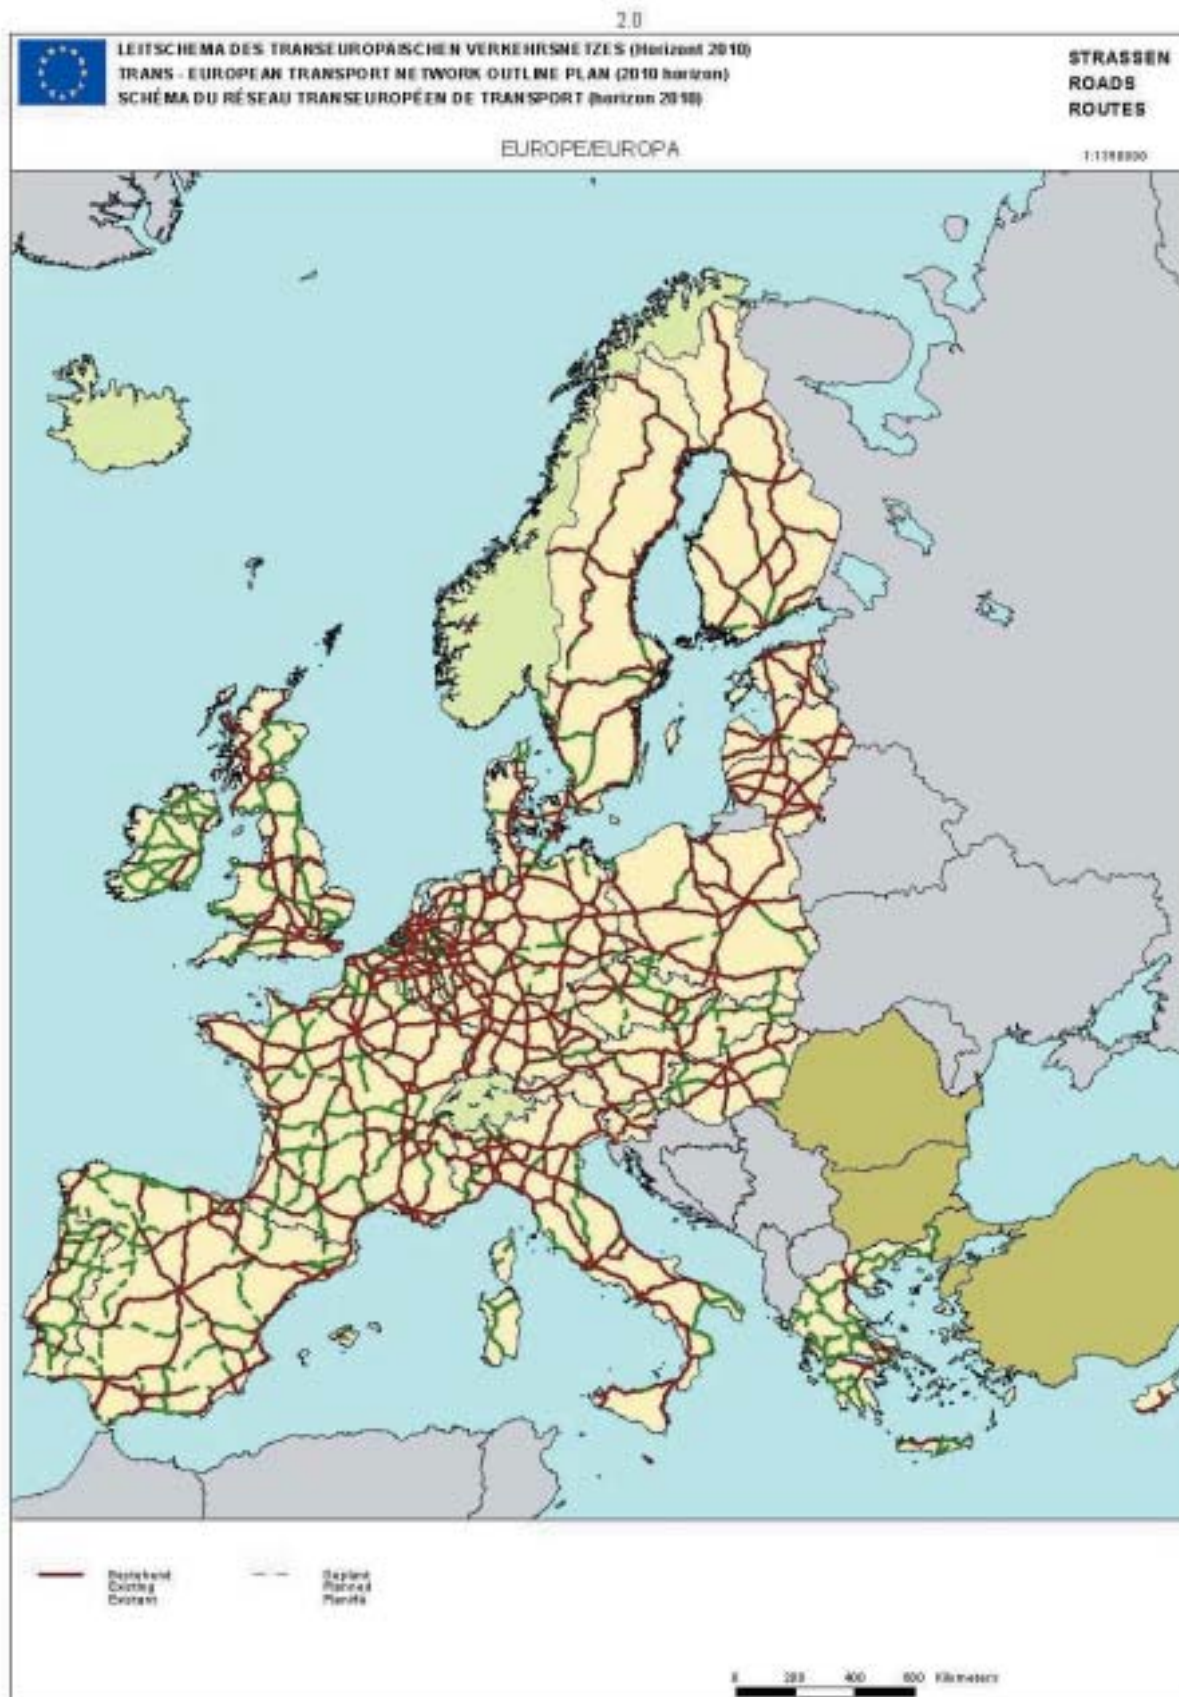 2.0
LEITSCHEMA DES TRANSEUROPÄISCHEN VERKEHRSNETZES (Horizont 2010)
TRANS - EUROPEAN TRANSPORT NETWORK OUTLINE PLAN (2010 horizon)
SCHÉMA DU RÉSEAU TRANSEUROPÉEN DE TRANSPORT (horizon 2010)
STRASSEN
ROADS
ROUTES
EUROPE/EUROPA
Bestehend
Existing
Existant
Geplant
Planned
Planifié
0 200 400 600 Kilometers